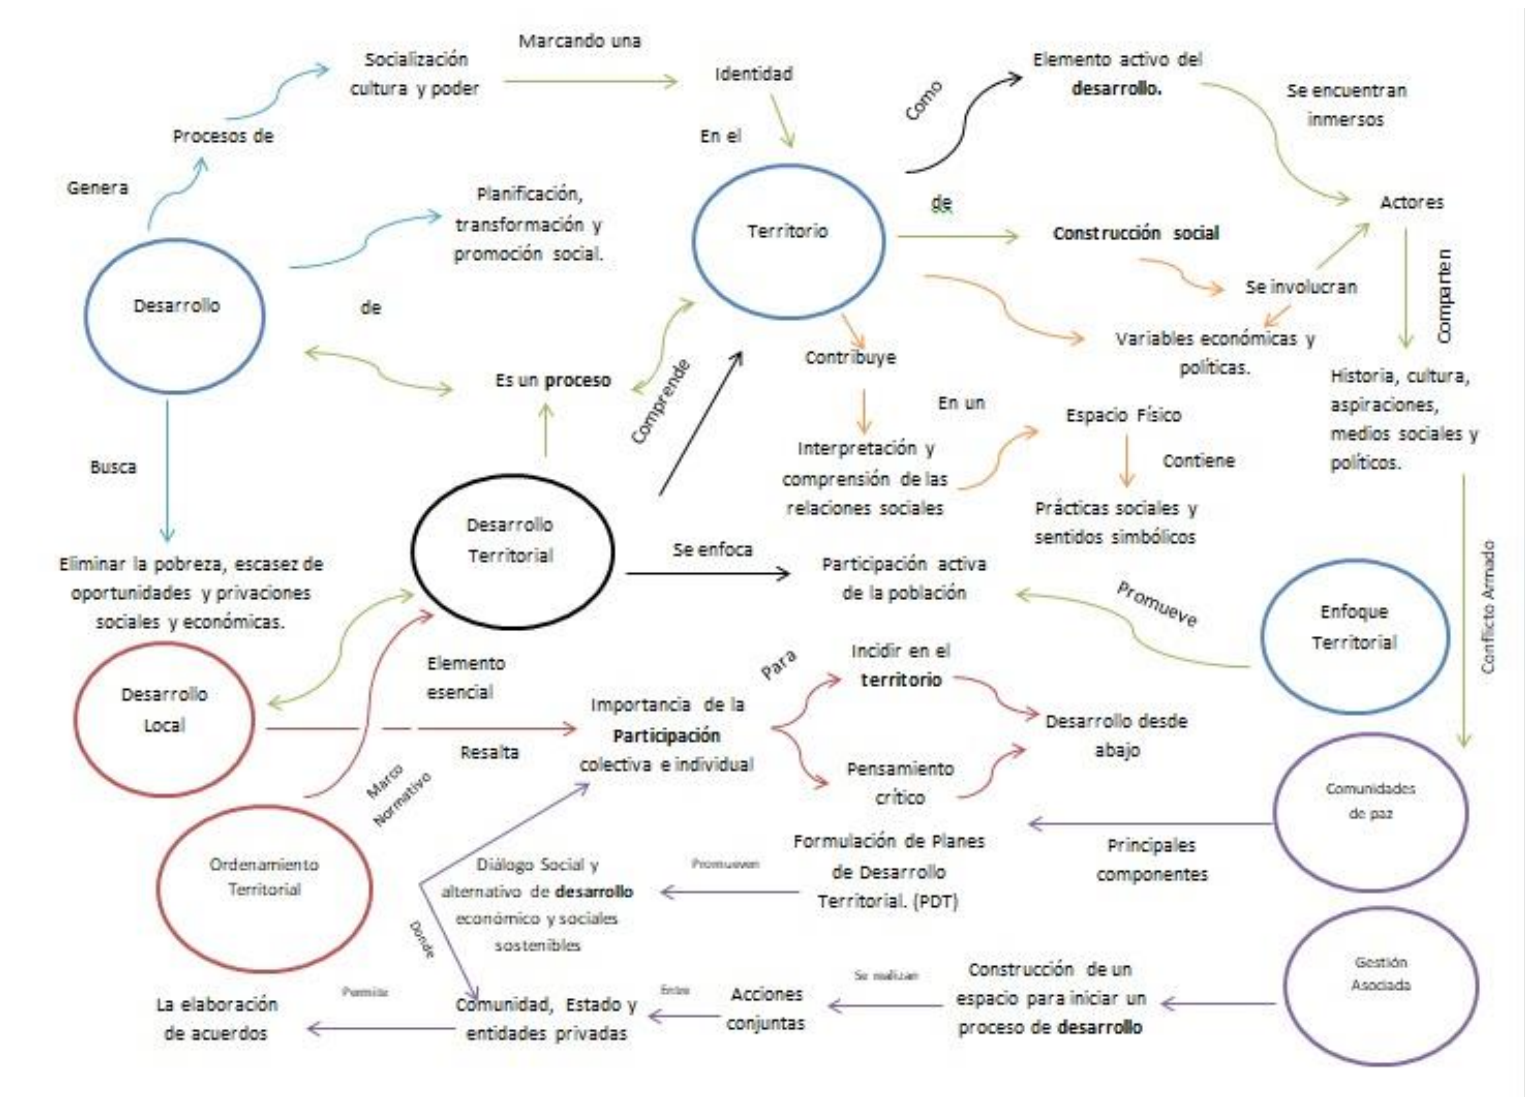 Marcando una
Socialización
cultura y poder
Identidad
Como
Elemento activo del
desarrollo.
Se encuentran
inmersos
Procesos de
En el
Genera
Planificación,
transformación y
promoción social.
Territorio
de
Construcción social
Actores
Desarrollo
de
Se involucran
Comparten
Variables económicas y
políticas.
Contribuye
Es un proceso
Comprende
En un
Espacio Físico
Historia, cultura,
aspiraciones,
medios sociales y
políticos.
Busca
Interpretación y
comprensión de las
relaciones sociales
Contiene
Prácticas sociales y
sentidos simbólicos
Desarrollo
Territorial
Se enfoca
Participación activa
de la población
Promueve
Enfoque
Territorial
Conflicto Armado
Eliminar la pobreza, escasez de
oportunidades y privaciones
sociales y económicas.
Elemento
esencial
Para
Incidir en el
territorio
Desarrollo
Local
Importancia de la
Participación
colectiva e individual
Resalta
Desarrollo desde
abajo
Pensamiento
crítico
Marco
Normativo
Comunidades
de paz
Principales
componentes
Formulación de Planes
de Desarrollo
Territorial. (PDT)
Promueven
Diálogo Social y
alternativo de desarrollo
económico y sociales
sostenibles
Ordenamiento
Territorial
Donde
Gestión
Asociada
Construcción de un
espacio para iniciar un
proceso de desarrollo
Se realizan
Acciones
conjuntas
Entre
Comunidad, Estado y
entidades privadas
Permite
La elaboración
de acuerdos